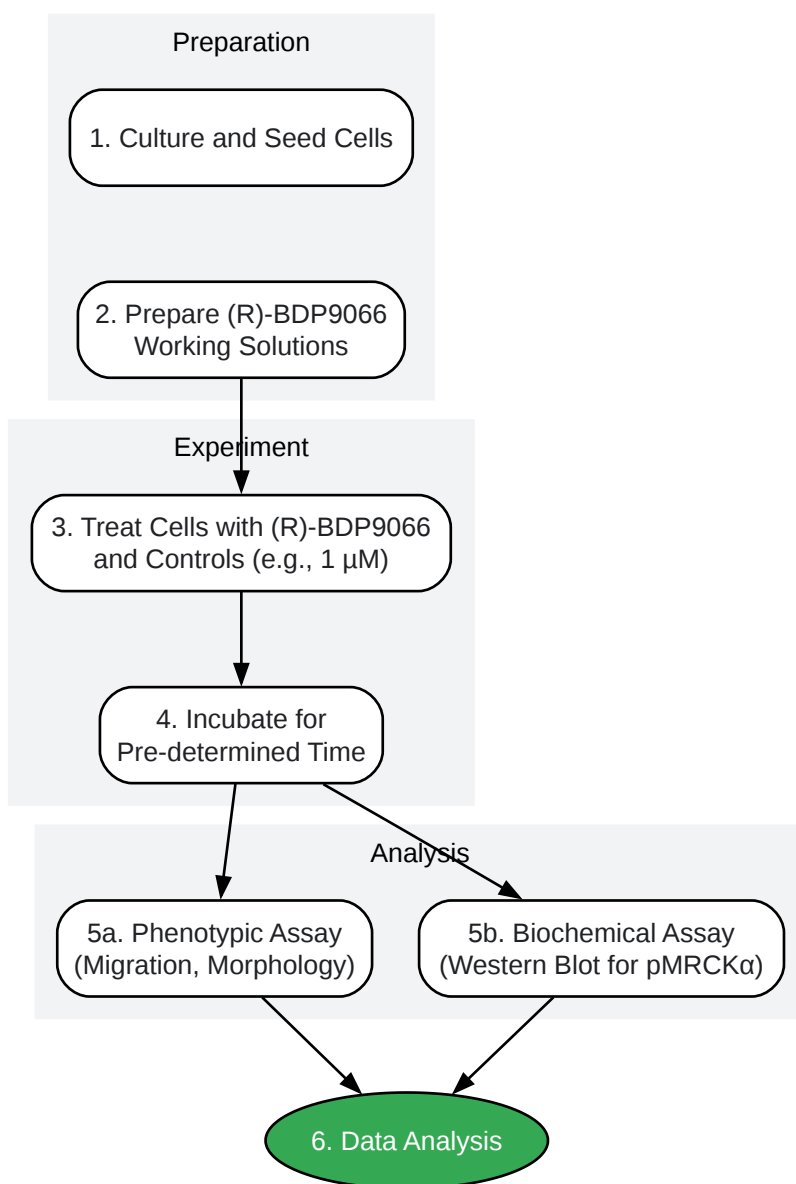 Preparation
1. Culture and Seed Cells
2. Prepare (R)-BDP9066
Working Solutions
Experiment
3. Treat Cells with (R)-BDP9066
and Controls (e.g., 1 µM)
4. Incubate for
Pre-determined Time
Analysis
5a. Phenotypic Assay
(Migration, Morphology)
5b. Biochemical Assay
(Western Blot for pMRCKα)
6. Data Analysis